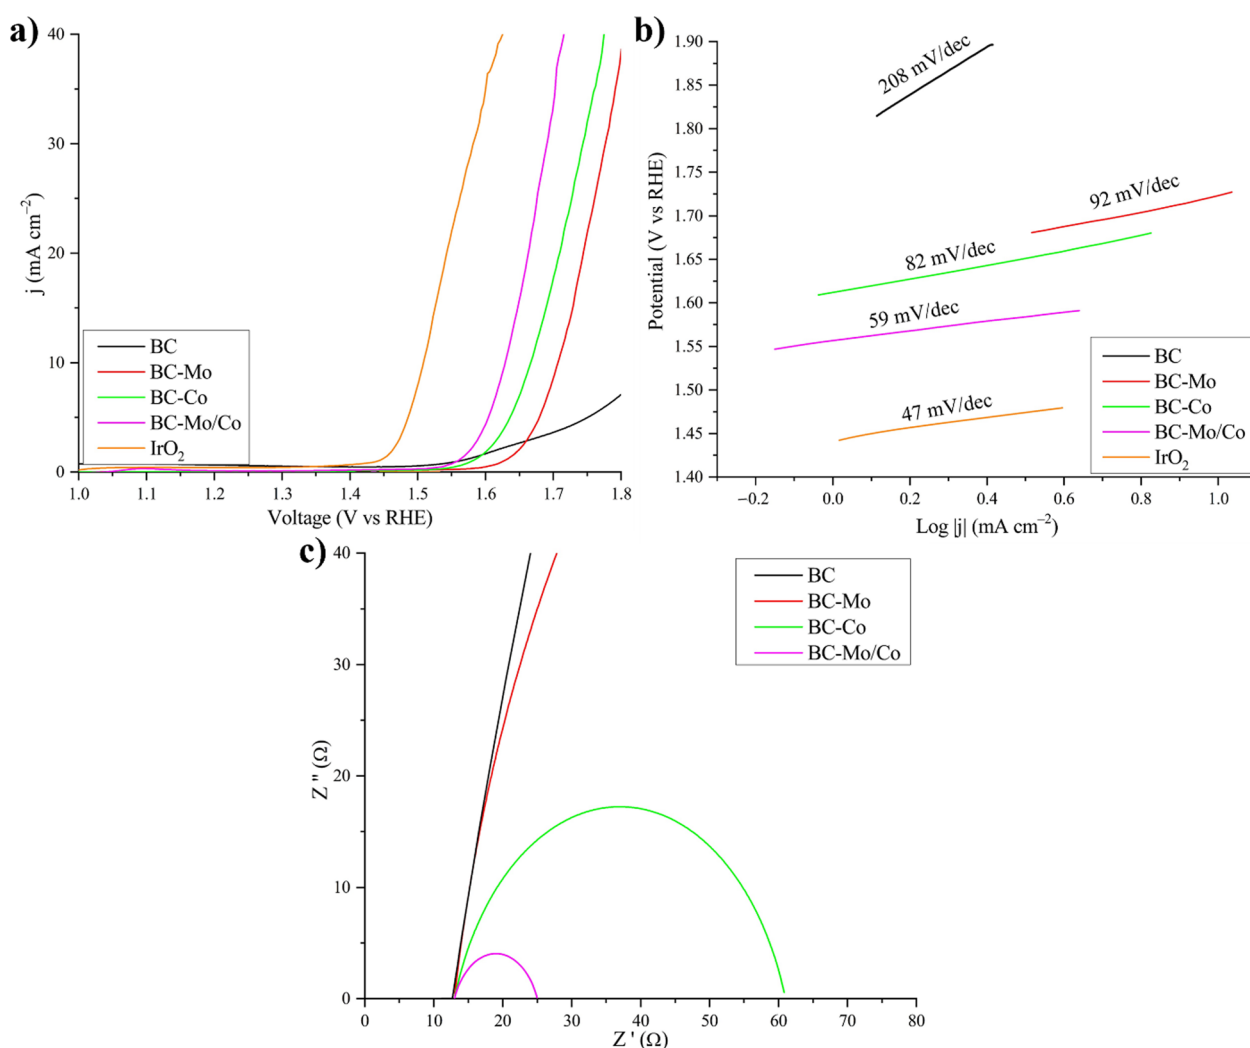 a)
40
30
20
10
0
j (mA cm⁻²)
BC
BC-Mo
BC-Co
BC-Mo/Co
IrO₂
1.0 1.1 1.2 1.3 1.4 1.5 1.6 1.7 1.8
Voltage (V vs RHE)
b)
1.90
1.85
1.80
1.75
1.70
1.65
1.60
1.55
1.50
1.45
1.40
Potential (V vs RHE)
208 mV/dec
92 mV/dec
82 mV/dec
59 mV/dec
47 mV/dec
BC
BC-Mo
BC-Co
BC-Mo/Co
IrO₂
−0.2 0.0 0.2 0.4 0.6 0.8 1.0
Log |j| (mA cm⁻²)
c)
40
30
20
10
0
Z '' (Ω)
BC
BC-Mo
BC-Co
BC-Mo/Co
0 10 20 30 40 50 60 70 80
Z ' (Ω)